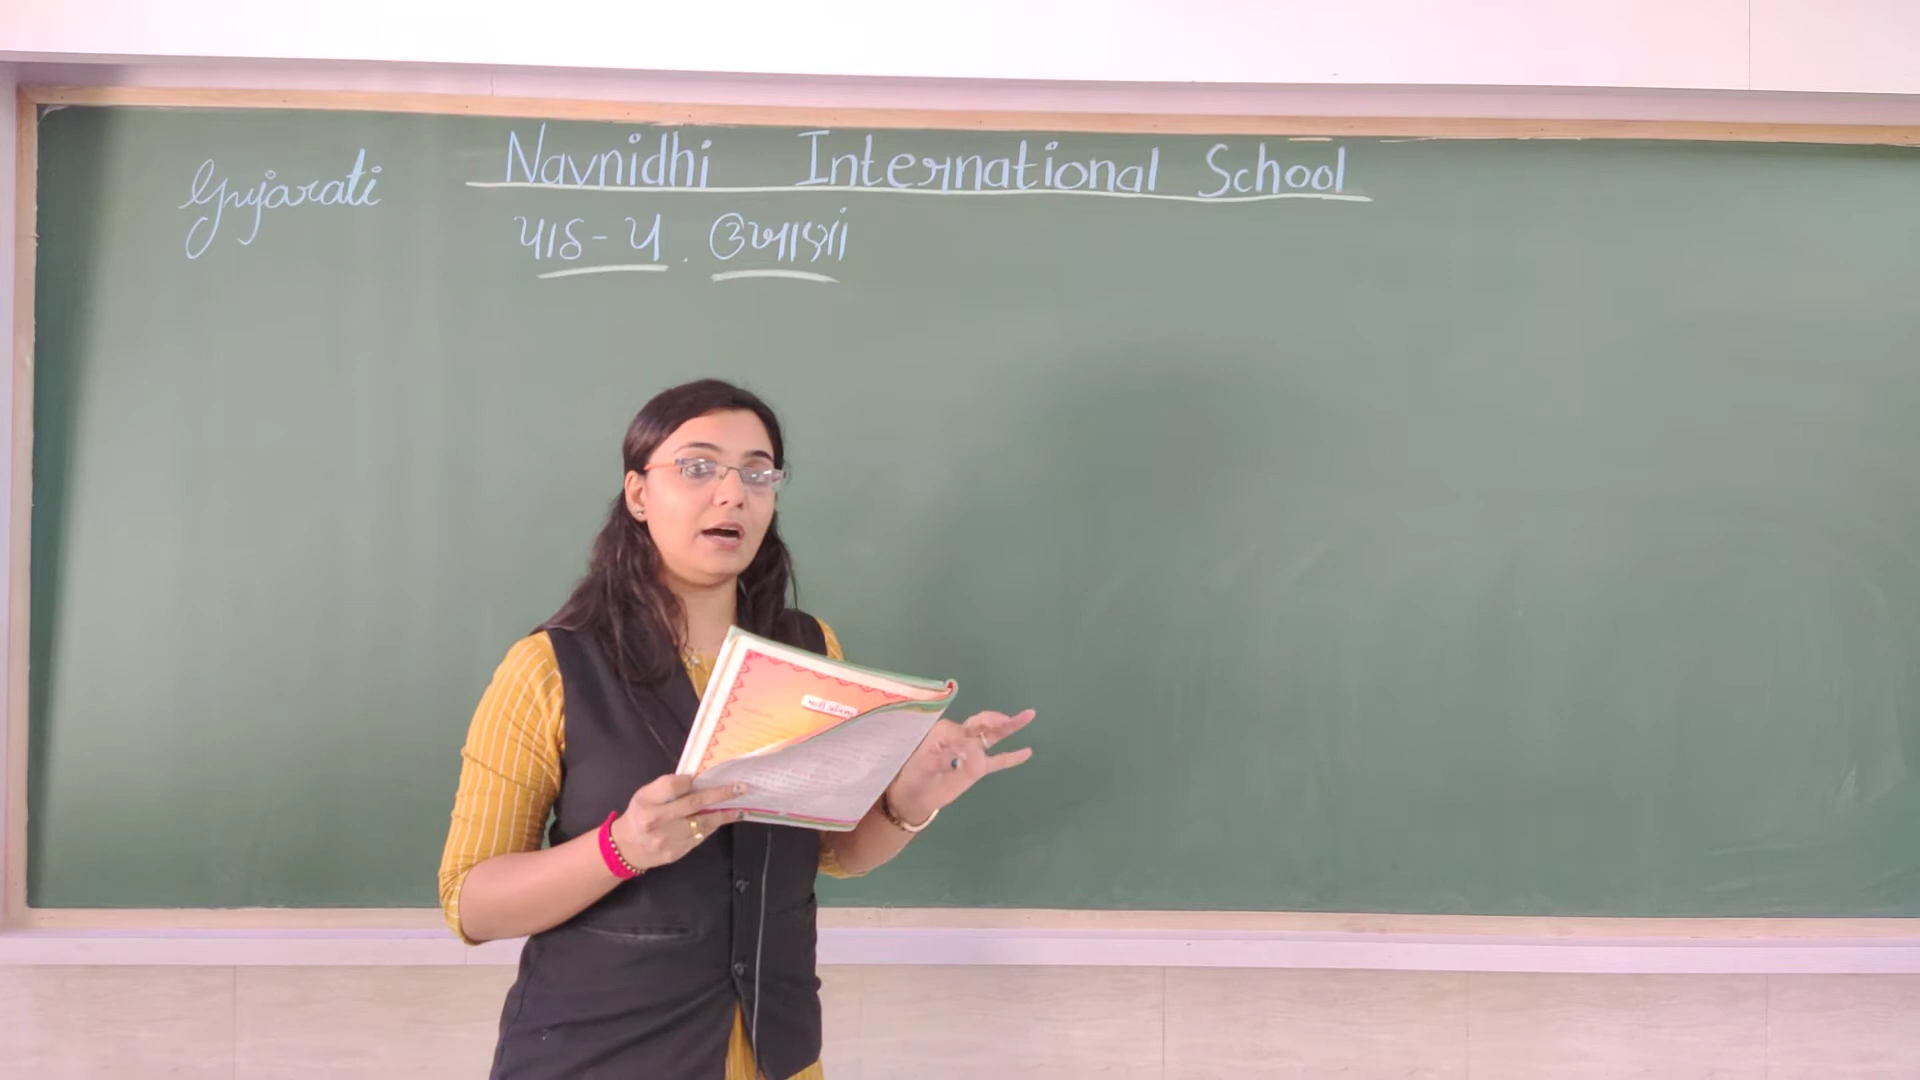 Gujarati
Navnidhi International School
પાઠ - ૫ . ઉખાણાં